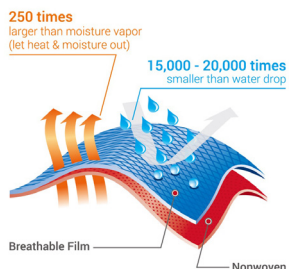 250 times
larger than moisture vapor
(let heat & moisture out)
15,000 - 20,000 times
smaller than water drop
Breathable Film
Nonwoven